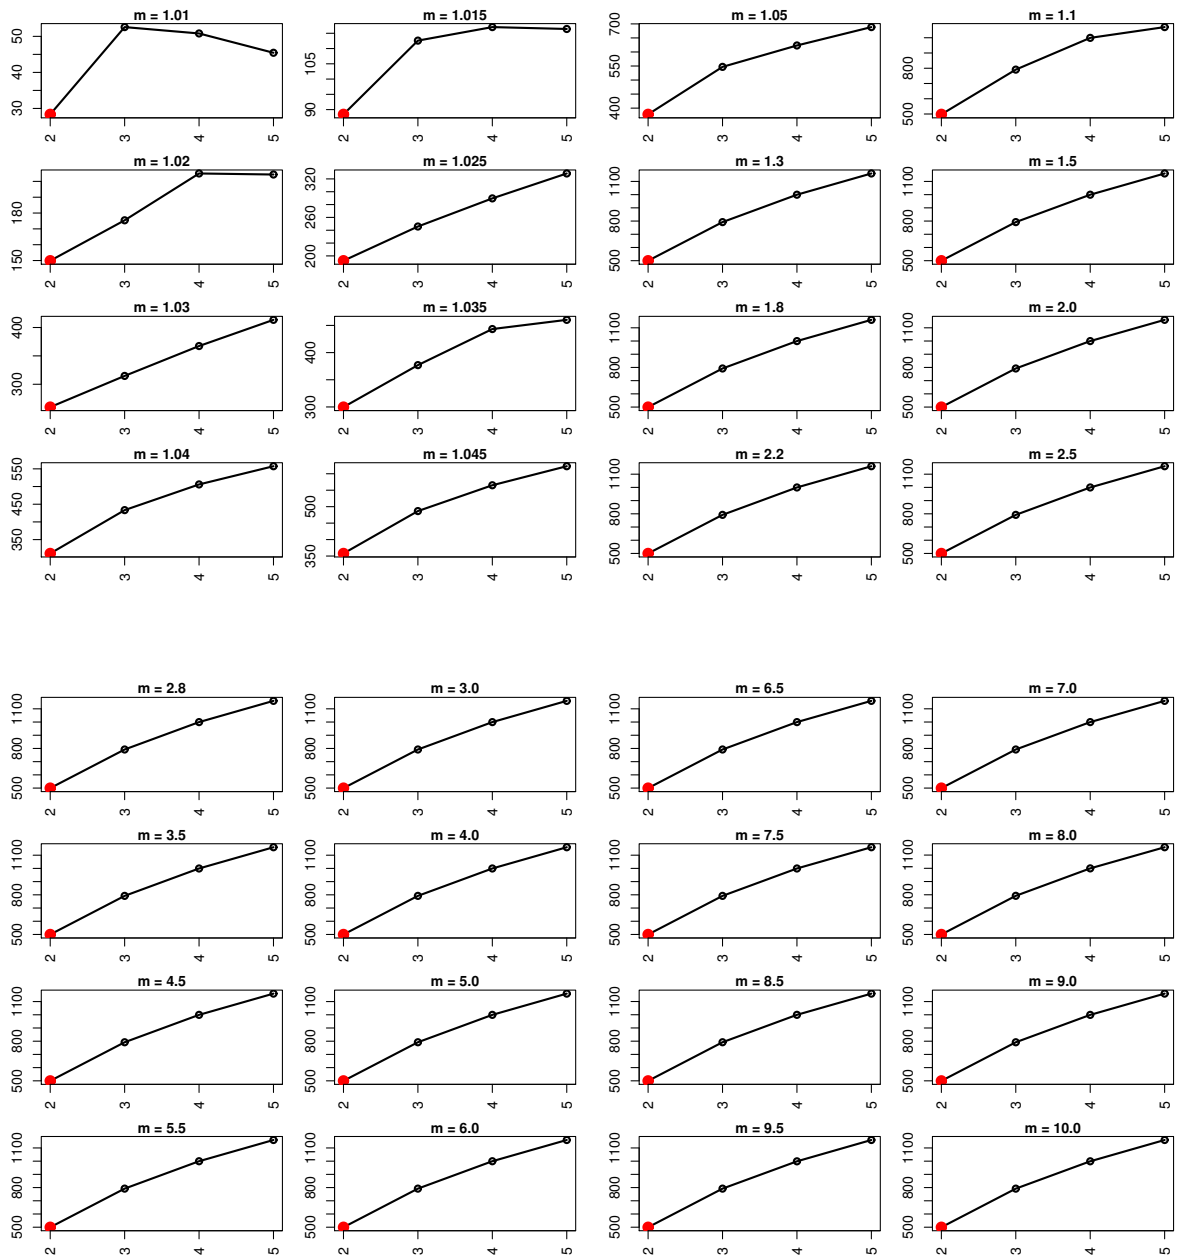 m = 1.01
30 40 50
2 3 4 5
m = 1.015
90 105
2 3 4 5
m = 1.05
400 550 700
2 3 4 5
m = 1.1
500 800
2 3 4 5
m = 1.02
150 180
2 3 4 5
m = 1.025
200 260 320
2 3 4 5
m = 1.3
500 800 1100
2 3 4 5
m = 1.5
500 800 1100
2 3 4 5
m = 1.03
300 400
2 3 4 5
m = 1.035
300 400
2 3 4 5
m = 1.8
500 800 1100
2 3 4 5
m = 2.0
500 800 1100
2 3 4 5
m = 1.04
350 450 550
2 3 4 5
m = 1.045
350 500
2 3 4 5
m = 2.2
500 800 1100
2 3 4 5
m = 2.5
500 800 1100
2 3 4 5
m = 2.8
500 800 1100
2 3 4 5
m = 3.0
500 800 1100
2 3 4 5
m = 6.5
500 800 1100
2 3 4 5
m = 7.0
500 800 1100
2 3 4 5
m = 3.5
500 800 1100
2 3 4 5
m = 4.0
500 800 1100
2 3 4 5
m = 7.5
500 800 1100
2 3 4 5
m = 8.0
500 800 1100
2 3 4 5
m = 4.5
500 800 1100
2 3 4 5
m = 5.0
500 800 1100
2 3 4 5
m = 8.5
500 800 1100
2 3 4 5
m = 9.0
500 800 1100
2 3 4 5
m = 5.5
500 800 1100
2 3 4 5
m = 6.0
500 800 1100
2 3 4 5
m = 9.5
500 800 1100
2 3 4 5
m = 10.0
500 800 1100
2 3 4 5